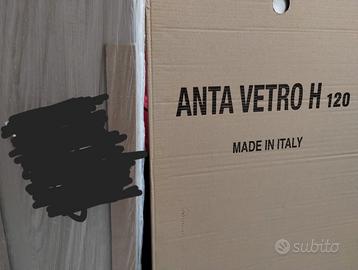 ANTA VETRO H 120
MADE IN ITALY
subito